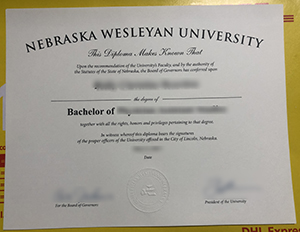 NEBRASKA WESLEYAN UNIVERSITY
This Diploma Makes Known That
Upon the recommendation of the University's Faculty, and by the authority of
the Statutes of the State of Nebraska, the Board of Governors has conferred upon
the degree of
Bachelor of
together with all the rights, honors and privileges pertaining to that degree.
In witness whereof this diploma bears the signatures
of the proper officers of the University affixed in the City of Lincoln, Nebraska.
Date
For the Board of Governors
President of the University
DHL Express